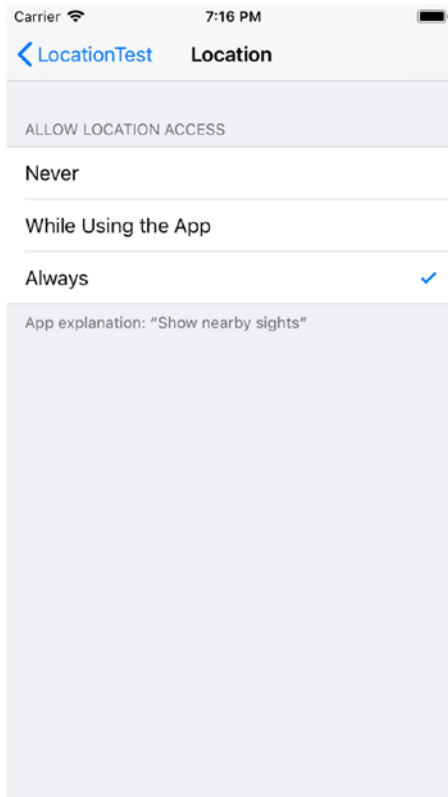 Carrier 7:16 PM
LocationTest Location
ALLOW LOCATION ACCESS
Never
While Using the App
Always
App explanation: “Show nearby sights”